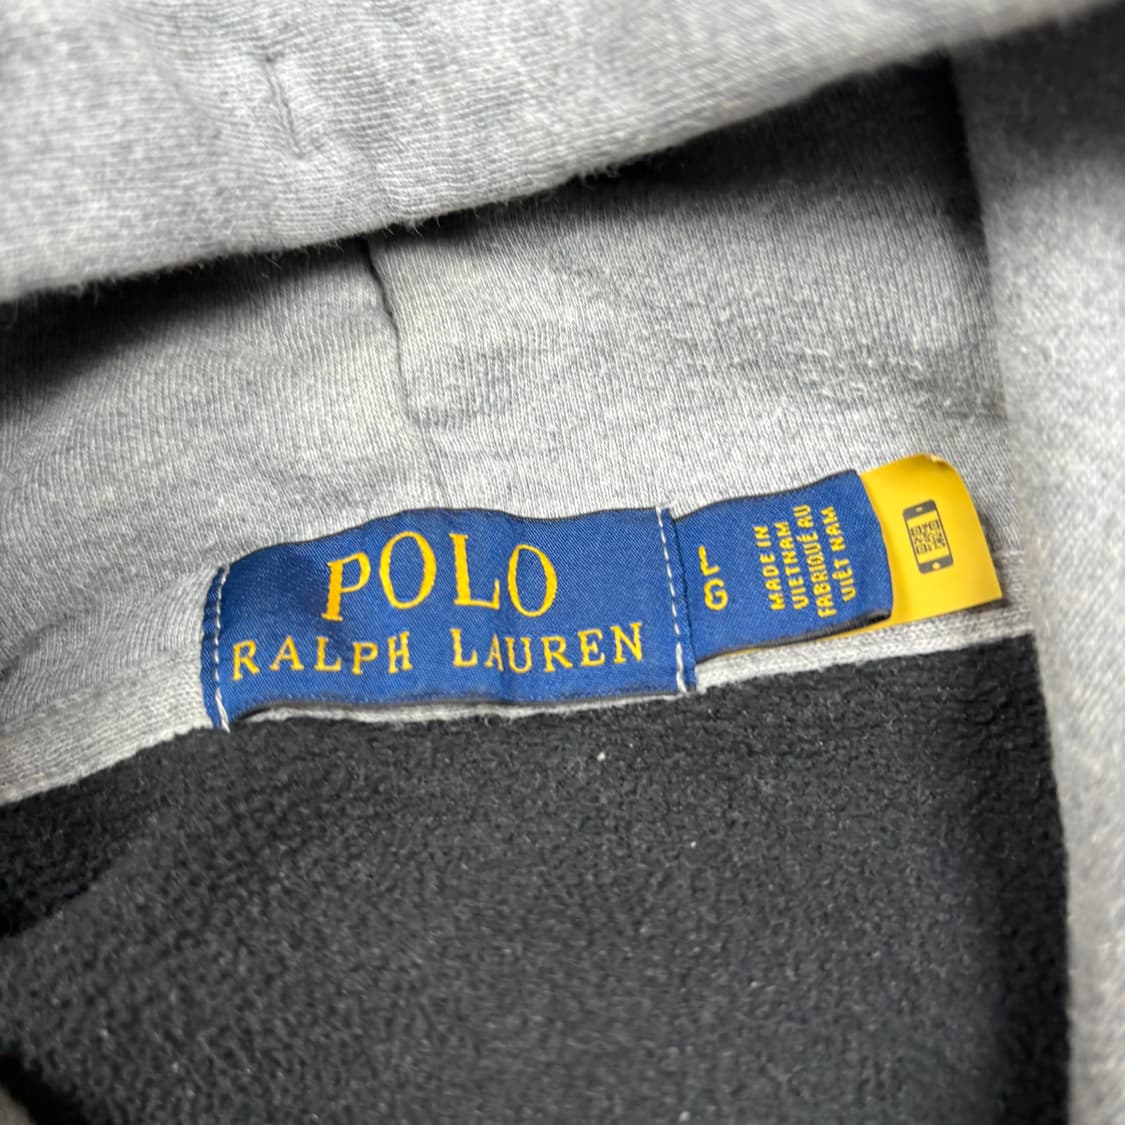 POLO
RALPH LAUREN
L
G
MADE IN
VIETNAM
FABRIQUÉ AU
VIÊT NAM